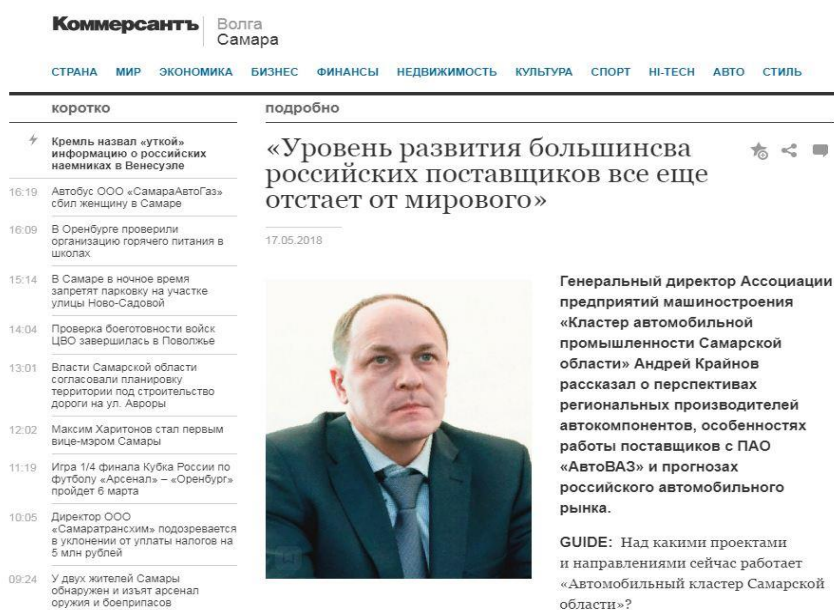 Коммерсантъ
Волга
Самара
СТРАНА МИР ЭКОНОМИКА БИЗНЕС ФИНАНСЫ НЕДВИЖИМОСТЬ КУЛЬТУРА СПОРТ HI-TECH АВТО СТИЛЬ
коротко
Кремль назвал «уткой»
информацию о российских
наемниках в Венесуэле
16:19 Автобус ООО «СамараАвтоГаз»
сбил женщину в Самаре
16:09 В Оренбурге проверили
организацию горячего питания в
школах
15:14 В Самаре в ночное время
запретят парковку на участке
улицы Ново-Садовой
14:04 Проверка боеготовности войск
ЦВО завершилась в Поволжье
13:01 Власти Самарской области
согласовали планировку
территории под строительство
дороги на ул. Авроры
12:02 Максим Харитонов стал первым
вице-мэром Самары
11:19 Игра 1/4 финала Кубка России по
футболу «Арсенал» – «Оренбург»
пройдет 6 марта
10:05 Директор ООО
«Самаратрансхим» подозревается
в уклонении от уплаты налогов на
5 млн рублей
09:24 У двух жителей Самары
обнаружен и изъят арсенал
оружия и боеприпасов
подробно
«Уровень развития большинсва
российских поставщиков все еще
отстает от мирового»
17.05.2018
Генеральный директор Ассоциации
предприятий машиностроения
«Кластер автомобильной
промышленности Самарской
области» Андрей Крайнов
рассказал о перспективах
региональных производителей
автокомпонентов, особенностях
работы поставщиков с ПАО
«АвтоВАЗ» и прогнозах
российского автомобильного
рынка.
GUIDE: Над какими проектами
и направлениями сейчас работает
«Автомобильный кластер Самарской
области»?